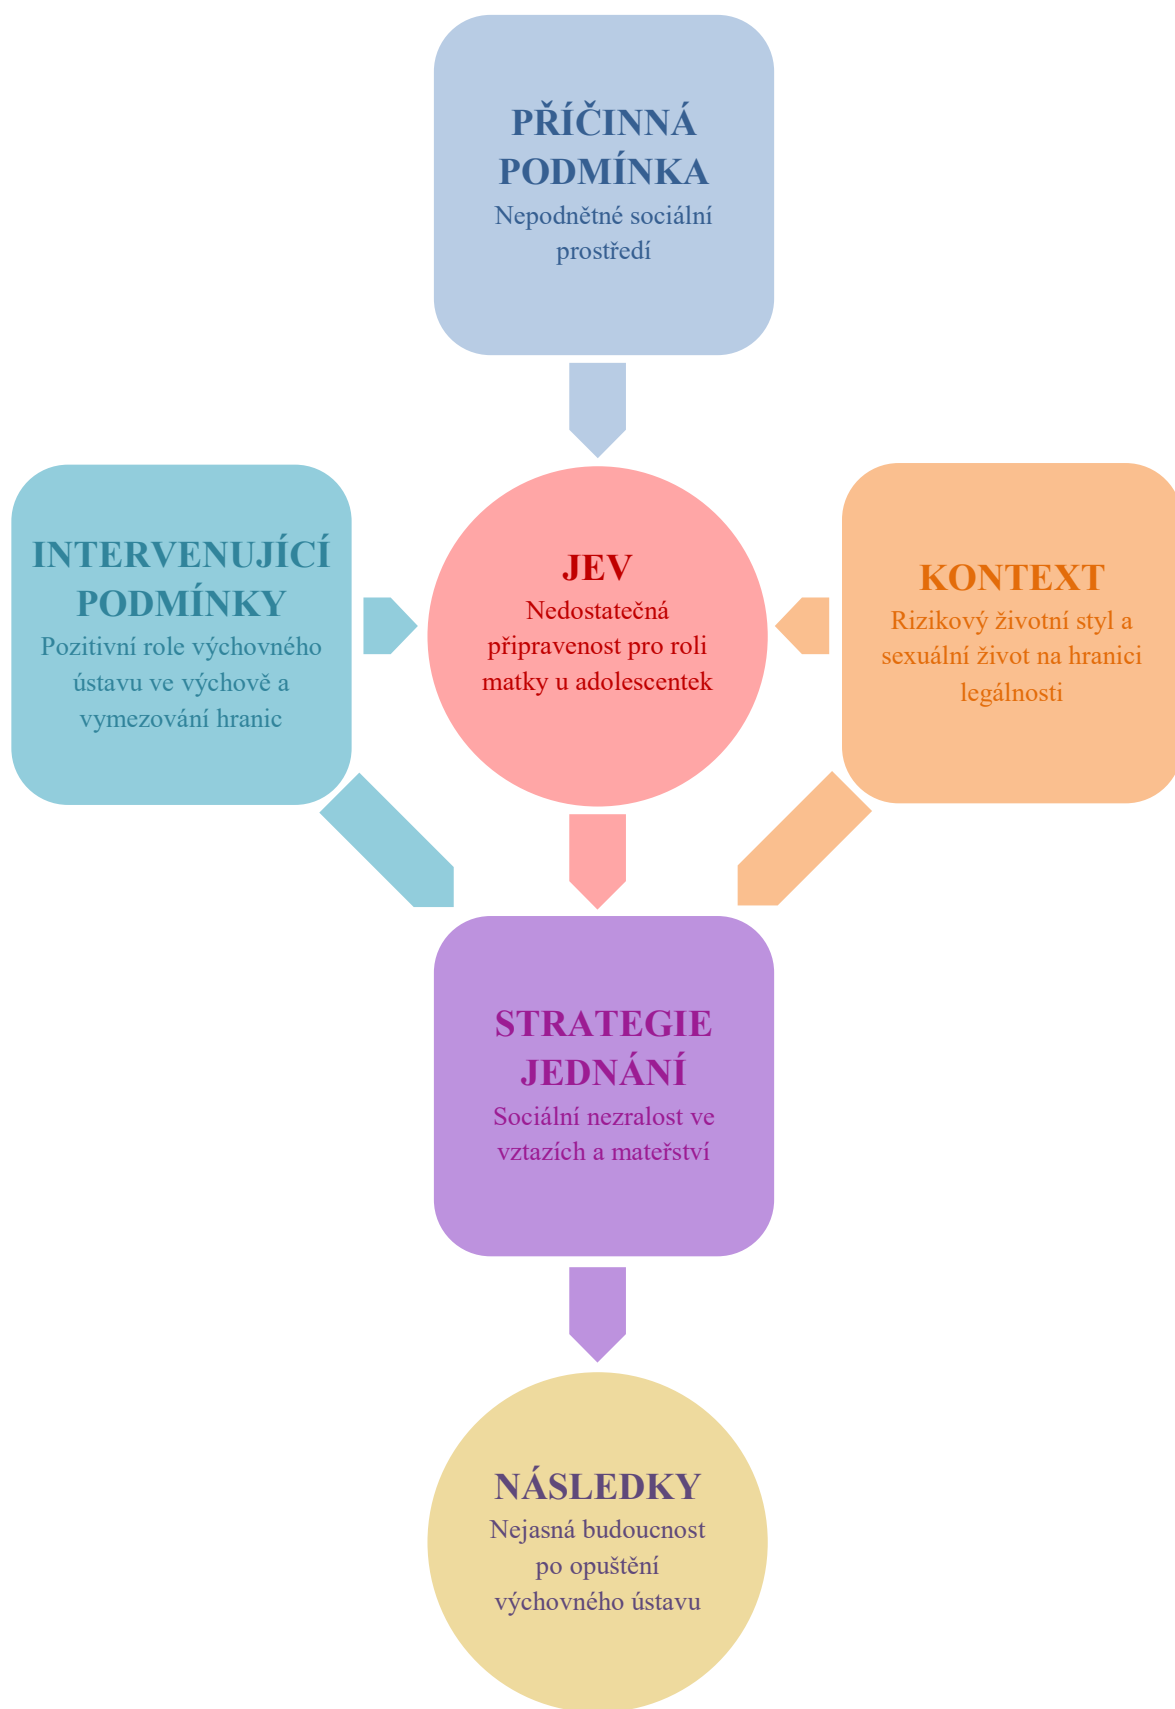 PŘÍČINNÁ
PODMÍNKA
Nepodnětné sociální
prostředí
INTERVENUJÍCÍ
PODMÍNKY
Pozitivní role výchovného
ústavu ve výchově a
vymezování hranic
JEV
Nedostatečná
připravenost pro roli
matky u adolescentek
KONTEXT
Rizikový životní styl a
sexuální život na hranici
legálnosti
STRATEGIE
JEDNÁNÍ
Sociální nezralost ve
vztazích a mateřství
NÁSLEDKY
Nejasná budoucnost
po opuštění
výchovného ústavu